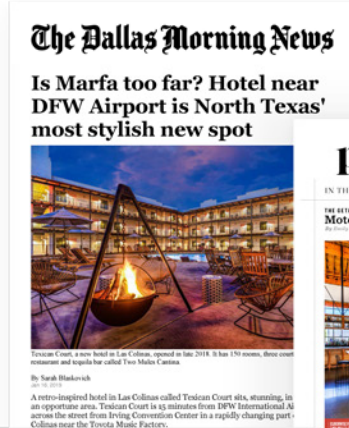 The Dallas Morning News
Is Marfa too far? Hotel near
DFW Airport is North Texas'
most stylish new spot
Texican Court, a new hotel in Las Colinas, opened in late 2018. It has 150 rooms, three court
restaurant and tequila bar called Two Mules Cantina.
By Sarah Blaskovich
Jan 16, 2019
A retro-inspired hotel in Las Colinas called Texican Court sits, stunning, in
an opportune area. Texican Court is 15 minutes from DFW International Ai
across the street from Irving Convention Center in a rapidly changing part
Colinas near the Toyota Music Factory.
IN TH
Mote